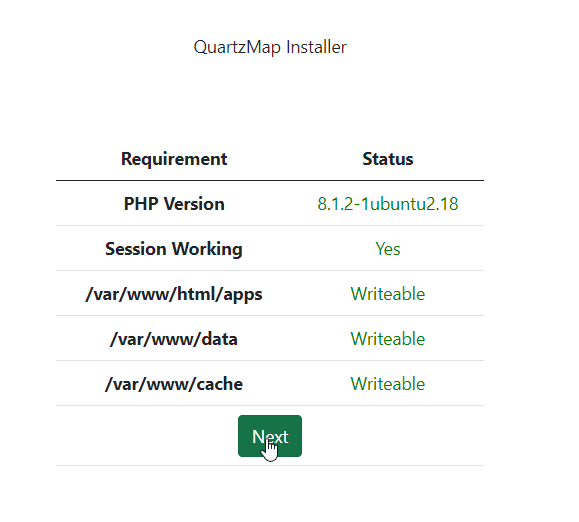 QuartzMap Installer
Requirement Status
PHP Version 8.1.2-1ubuntu2.18
Session Working Yes
/var/www/html/apps Writeable
/var/www/data Writeable
/var/www/cache Writeable
Next